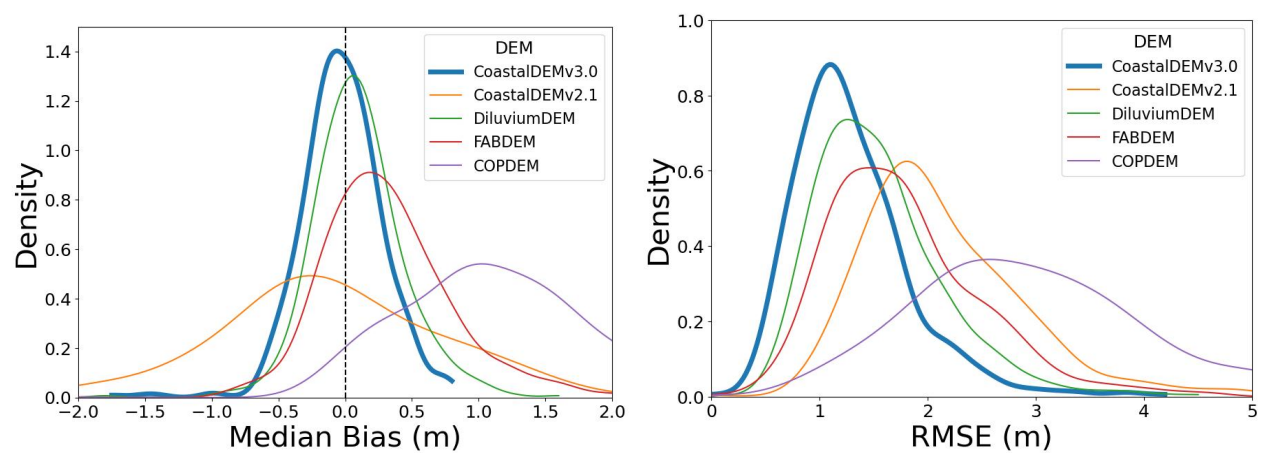 DEM
CoastalDEMv3.0
CoastalDEMv2.1
DiluviumDEM
FABDEM
COPDEM
Density
1.4
1.2
1.0
0.8
0.6
0.4
0.2
0.0
−2.0 −1.5 −1.0 −0.5 0.0 0.5 1.0 1.5 2.0
Median Bias (m)
DEM
CoastalDEMv3.0
CoastalDEMv2.1
DiluviumDEM
FABDEM
COPDEM
Density
1.0
0.8
0.6
0.4
0.2
0.0
0 1 2 3 4 5
RMSE (m)